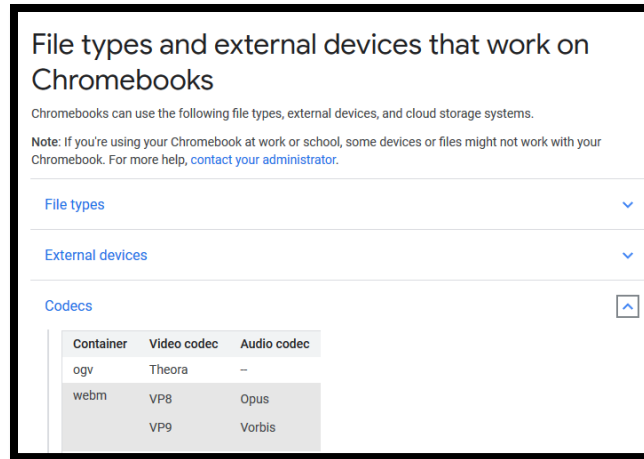 File types and external devices that work on
Chromebooks
Chromebooks can use the following file types, external devices, and cloud storage systems.
Note: If you're using your Chromebook at work or school, some devices or files might not work with your
Chromebook. For more help, contact your administrator.
File types
External devices
Codecs
Container Video codec Audio codec
ogv Theora --
webm VP8 Opus
VP9 Vorbis